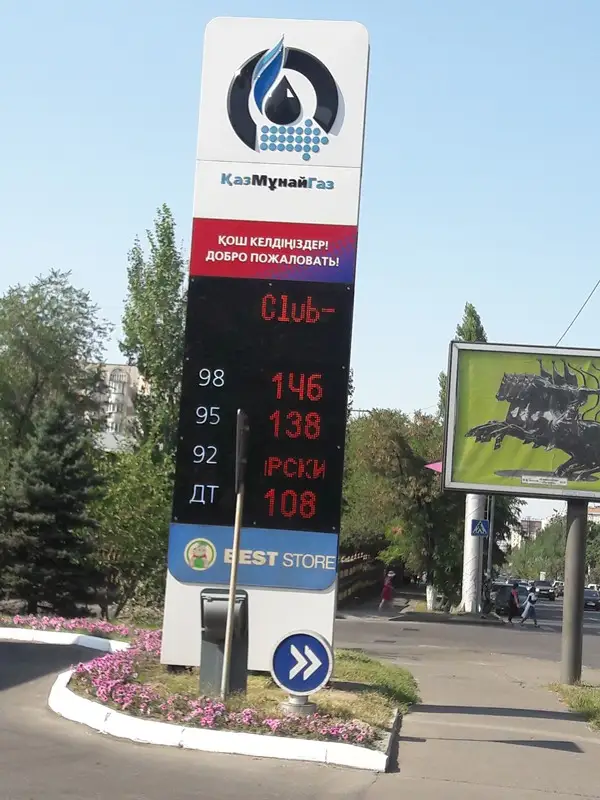 ҚазМұнайГаз
ҚОШ КЕЛДІҢІЗДЕР!
ДОБРО ПОЖАЛОВАТЬ!
Club-
98 146
95 138
92 ІРСКИ
ДТ 108
BEST STORE